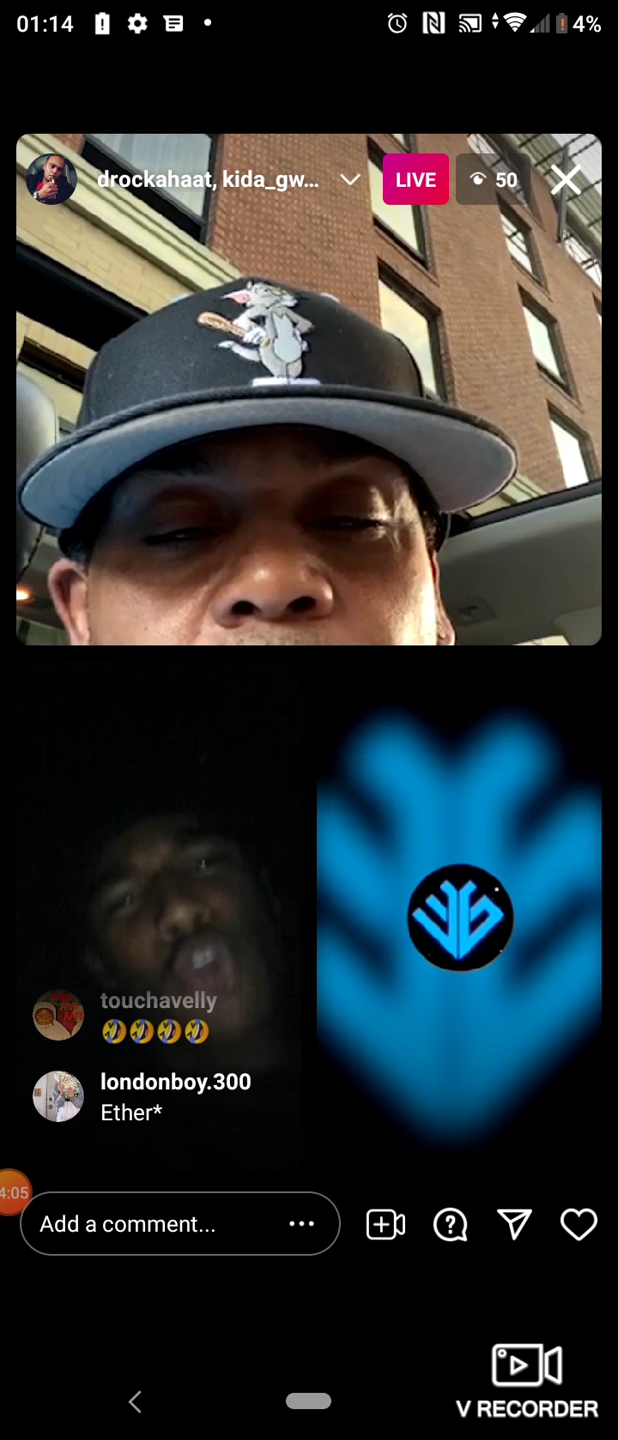 01:14
4%
drockahaat, kida_gw...
LIVE
50
touchavelly
🤣🤣🤣🤣
londonboy.300
Ether*
4:05
Add a comment...
V RECORDER